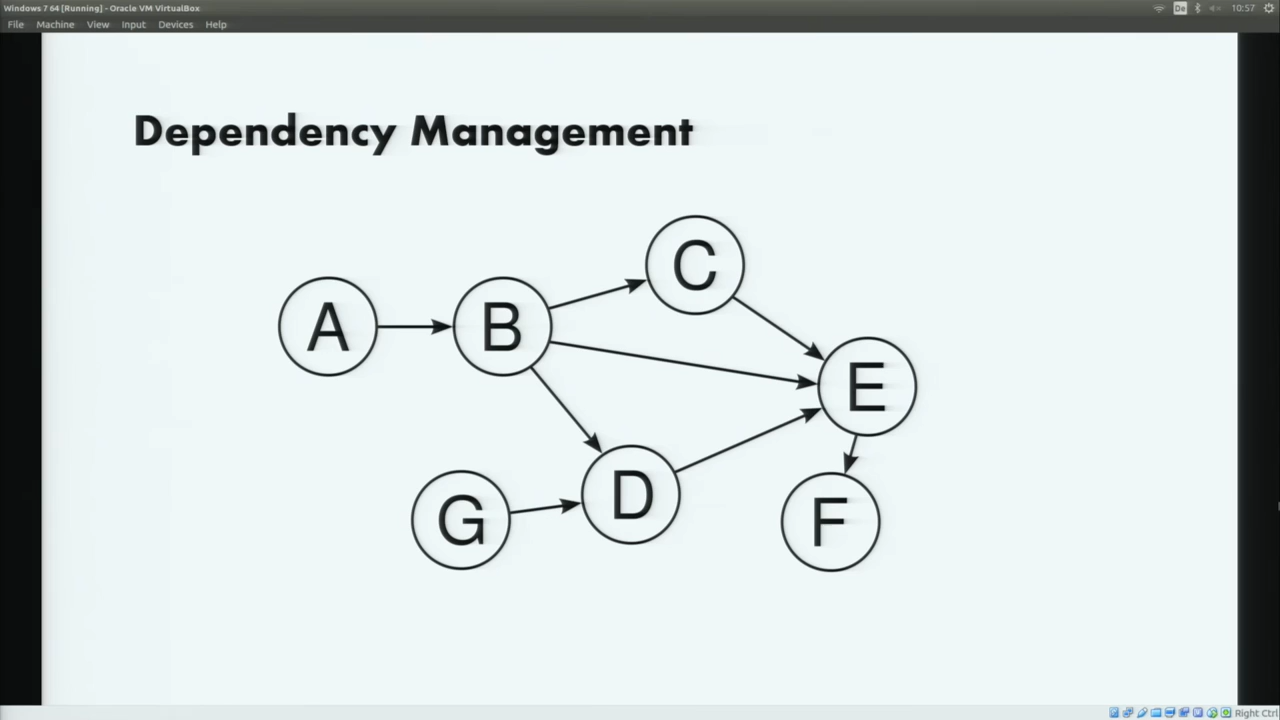 Windows 7 64 [Running] - Oracle VM VirtualBox
De
10:57
File Machine View Input Devices Help
Dependency Management
C
A B
E
D
G F
Right Ctrl